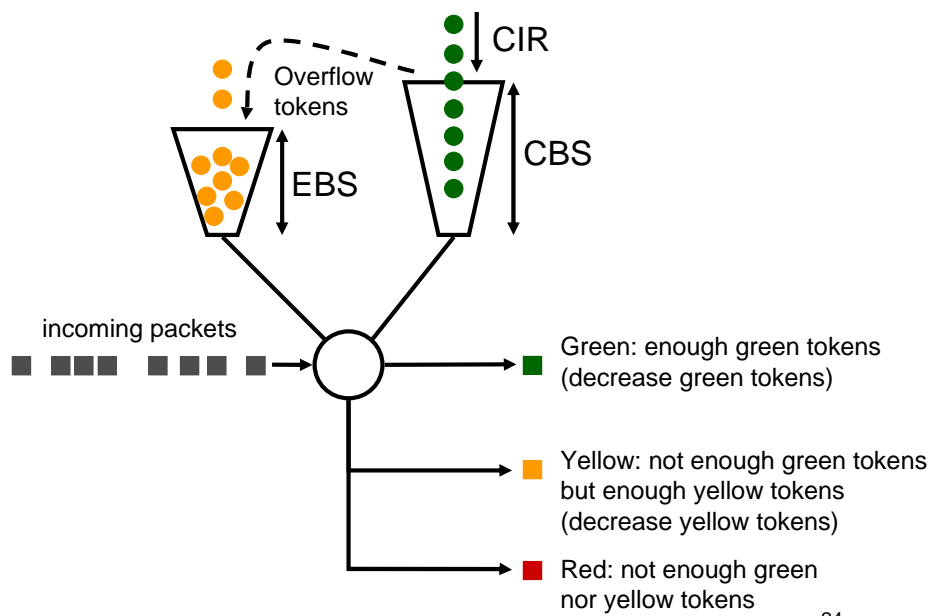 CIR
Overflow
tokens
CBS
EBS
incoming packets
Green: enough green tokens
(decrease green tokens)
Yellow: not enough green tokens
but enough yellow tokens
(decrease yellow tokens)
Red: not enough green
nor yellow tokens